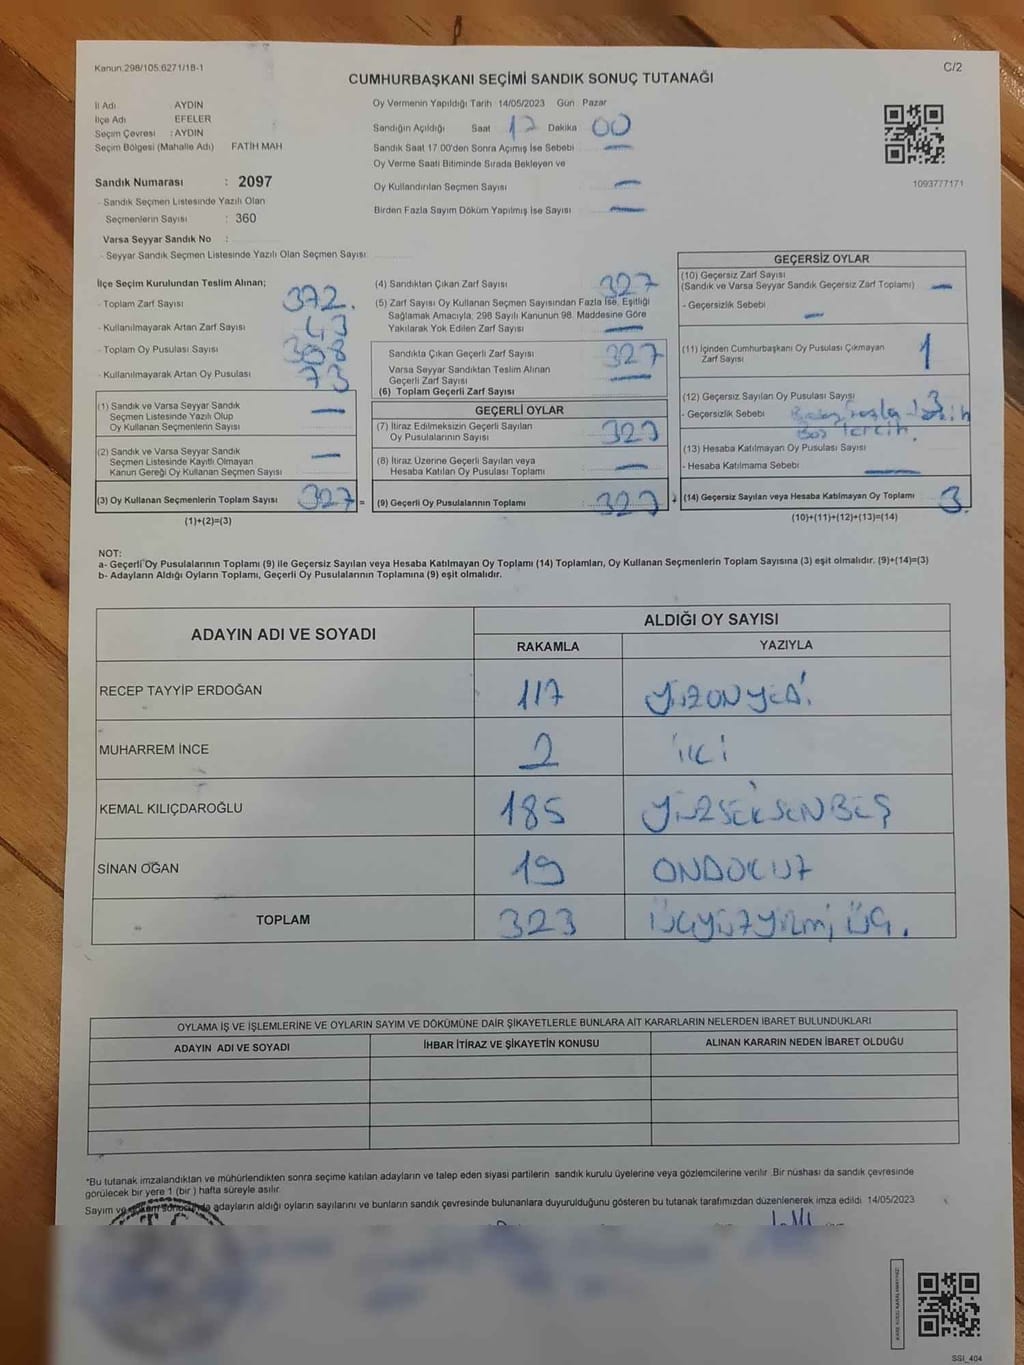 Kanun.298/105.6271/18-1
C/2
CUMHURBAŞKANI SEÇİMİ SANDIK SONUÇ TUTANAĞI
İl Adı : AYDIN
İlçe Adı : EFELER
Seçim Çevresi : AYDIN
Seçim Bölgesi (Mahalle Adı) FATİH MAH
Sandık Numarası : 2097
- Sandık Seçmen Listesinde Yazılı Olan
Seçmenlerin Sayısı : 360
Varsa Seyyar Sandık No :
- Seyyar Sandık Seçmen Listesinde Yazılı Olan Seçmen Sayısı
Oy Vermenin Yapıldığı Tarih 14/05/2023 Gün Pazar
Sandığın Açıldığı Saat 17 Dakika 00
Sandık Saat 17.00'den Sonra Açılmış İse Sebebi —
Oy Verme Saati Bitiminde Sırada Bekleyen ve
Oy Kullandırılan Seçmen Sayısı —
Birden Fazla Sayım Döküm Yapılmış İse Sayısı —
1093777171
İlçe Seçim Kurulundan Teslim Alınan;
- Toplam Zarf Sayısı 372.
- Kullanılmayarak Artan Zarf Sayısı 43
- Toplam Oy Pusulası Sayısı
- Kullanılmayarak Artan Oy Pusulası 73
(1) Sandık ve Varsa Seyyar Sandık
Seçmen Listesinde Yazılı Olup
Oy Kullanan Seçmenlerin Sayısı —
(2) Sandık ve Varsa Seyyar Sandık
Seçmen Listesinde Kayıtlı Olmayan
Kanun Gereği Oy Kullanan Seçmen Sayısı —
(3) Oy Kullanan Seçmenlerin Toplam Sayısı 327 =
(1)+(2)=(3)
(4) Sandıktan Çıkan Zarf Sayısı 327
(5) Zarf Sayısı Oy Kullanan Seçmen Sayısından Fazla İse, Eşitliği
Sağlamak Amacıyla; 298 Sayılı Kanunun 98. Maddesine Göre
Yakılarak Yok Edilen Zarf Sayısı —
Sandıkta Çıkan Geçerli Zarf Sayısı 327
Varsa Seyyar Sandıktan Teslim Alınan
Geçerli Zarf Sayısı —
(6) Toplam Geçerli Zarf Sayısı
GEÇERLİ OYLAR
(7) İtiraz Edilmeksizin Geçerli Sayılan
Oy Pusulalarının Sayısı 323
(8) İtiraz Üzerine Geçerli Sayılan veya
Hesaba Katılan Oy Pusulası Toplamı —
(9) Geçerli Oy Pusulalarının Toplamı 323
GEÇERSİZ OYLAR
(10) Geçersiz Zarf Sayısı
(Sandık ve Varsa Seyyar Sandık Geçersiz Zarf Toplamı) —
- Geçersizlik Sebebi —
(11) İçinden Cumhurbaşkanı Oy Pusulası Çıkmayan
Zarf Sayısı 1
(12) Geçersiz Sayılan Oy Pusulası Sayısı 3
- Geçersizlik Sebebi
Boş tercih.
(13) Hesaba Katılmayan Oy Pusulası Sayısı
- Hesaba Katılmama Sebebi —
(14) Geçersiz Sayılan veya Hesaba Katılmayan Oy Toplamı 3.
(10)+(11)+(12)+(13)=(14)
NOT:
a- Geçerli Oy Pusulalarının Toplamı (9) ile Geçersiz Sayılan veya Hesaba Katılmayan Oy Toplamı (14) Toplamları, Oy Kullanan Seçmenlerin Toplam Sayısına (3) eşit olmalıdır. (9)+(14)=(3)
b- Adayların Aldığı Oyların Toplamı, Geçerli Oy Pusulalarının Toplamına (9) eşit olmalıdır.
ADAYIN ADI VE SOYADI ALDIĞI OY SAYISI
RAKAMLA YAZIYLA
RECEP TAYYİP ERDOĞAN 117 YÜZONYEDİ
MUHARREM İNCE 2 İKİ
KEMAL KILIÇDAROĞLU 185 YÜZSEKSENBEŞ
SİNAN OĞAN 19 ONDOKUZ
TOPLAM 323 ÜÇYÜZYİRMİ ÜÇ.
OYLAMA İŞ VE İŞLEMLERİNE VE OYLARIN SAYIM VE DÖKÜMÜNE DAİR ŞİKAYETLERLE BUNLARA AİT KARARLARIN NELERDEN İBARET BULUNDUKLARI
ADAYIN ADI VE SOYADI İHBAR İTİRAZ VE ŞİKAYETİN KONUSU ALINAN KARARIN NEDEN İBARET OLDUĞU
*Bu tutanak imzalandıktan ve mühürlendikten sonra seçime katılan adayların ve talep eden siyasi partilerin sandık kurulu üyelerine veya gözlemcilerine verilir. Bir nüshası da sandık çevresinde
görülecek bir yere 1 (bir ) hafta süreyle asılır.
Sayım ve döküm sonucunda adayların aldığı oyların sayılarını ve bunların sandık çevresinde bulunanlara duyurulduğunu gösteren bu tutanak tarafımızdan düzenlenerek imza edildi. 14/05/2023
SSI_404